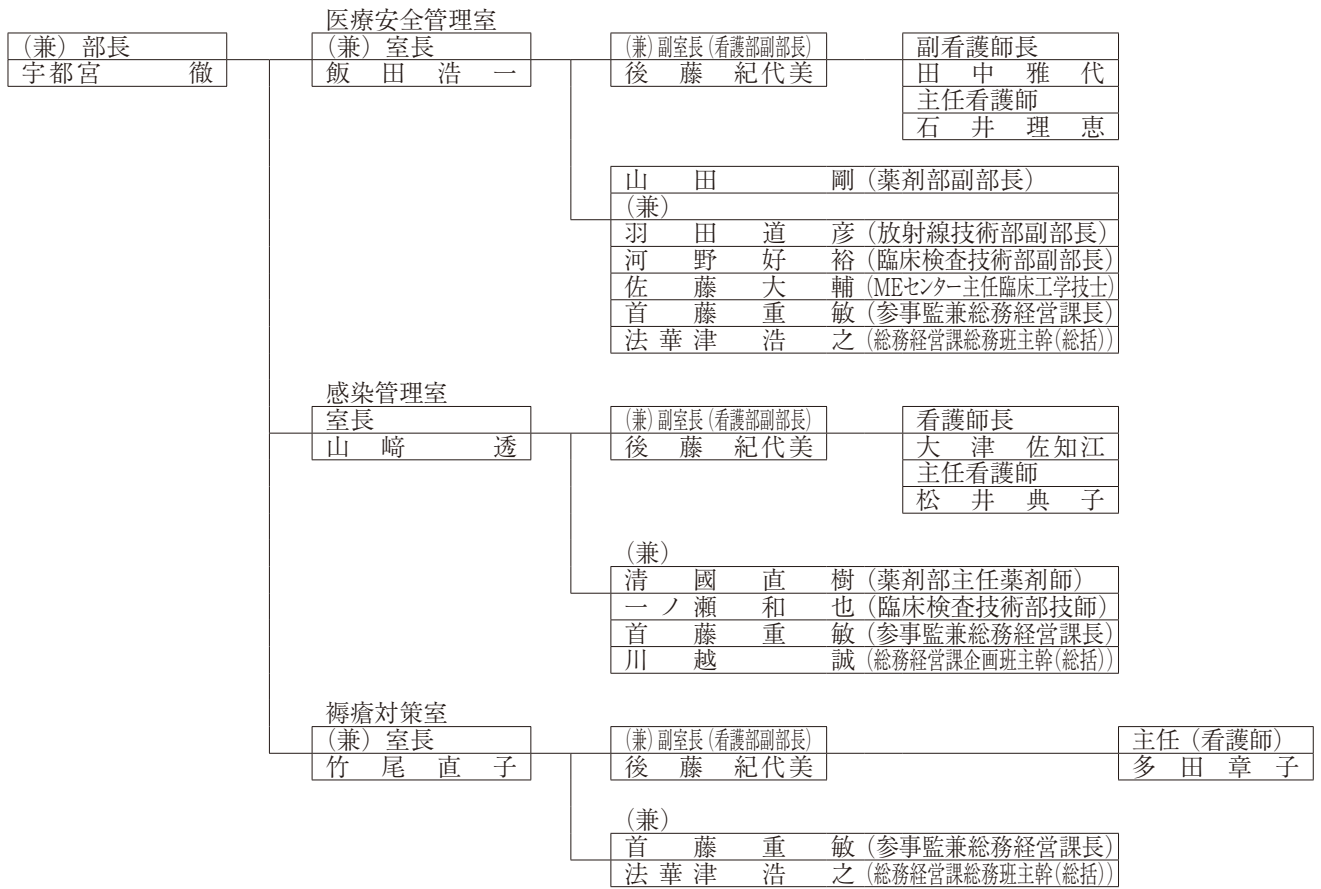 (兼) 部長
宇都宮 徹
医療安全管理室
(兼) 室長
飯田浩一
(兼) 副室長 (看護部副部長)
後藤紀代美
副看護師長
田中雅代
主任看護師
石井理恵
山田 剛 (薬剤部副部長)
(兼)
羽田道彦 (放射線技術部副部長)
河野好裕 (臨床検査技術部副部長)
佐藤大輔 (MEセンター主任臨床工学技士)
首藤重敏 (参事監兼総務経営課長)
法華津浩之 (総務経営課総務班主幹(総括))
感染管理室
室長
山﨑 透
(兼) 副室長 (看護部副部長)
後藤紀代美
看護師長
大津佐知江
主任看護師
松井典子
(兼)
清國直樹 (薬剤部主任薬剤師)
一ノ瀬和也 (臨床検査技術部技師)
首藤重敏 (参事監兼総務経営課長)
川越 誠 (総務経営課企画班主幹(総括))
褥瘡対策室
(兼) 室長
竹尾直子
(兼) 副室長 (看護部副部長)
後藤紀代美
主任 (看護師)
多田章子
(兼)
首藤重敏 (参事監兼総務経営課長)
法華津浩之 (総務経営課総務班主幹(総括))